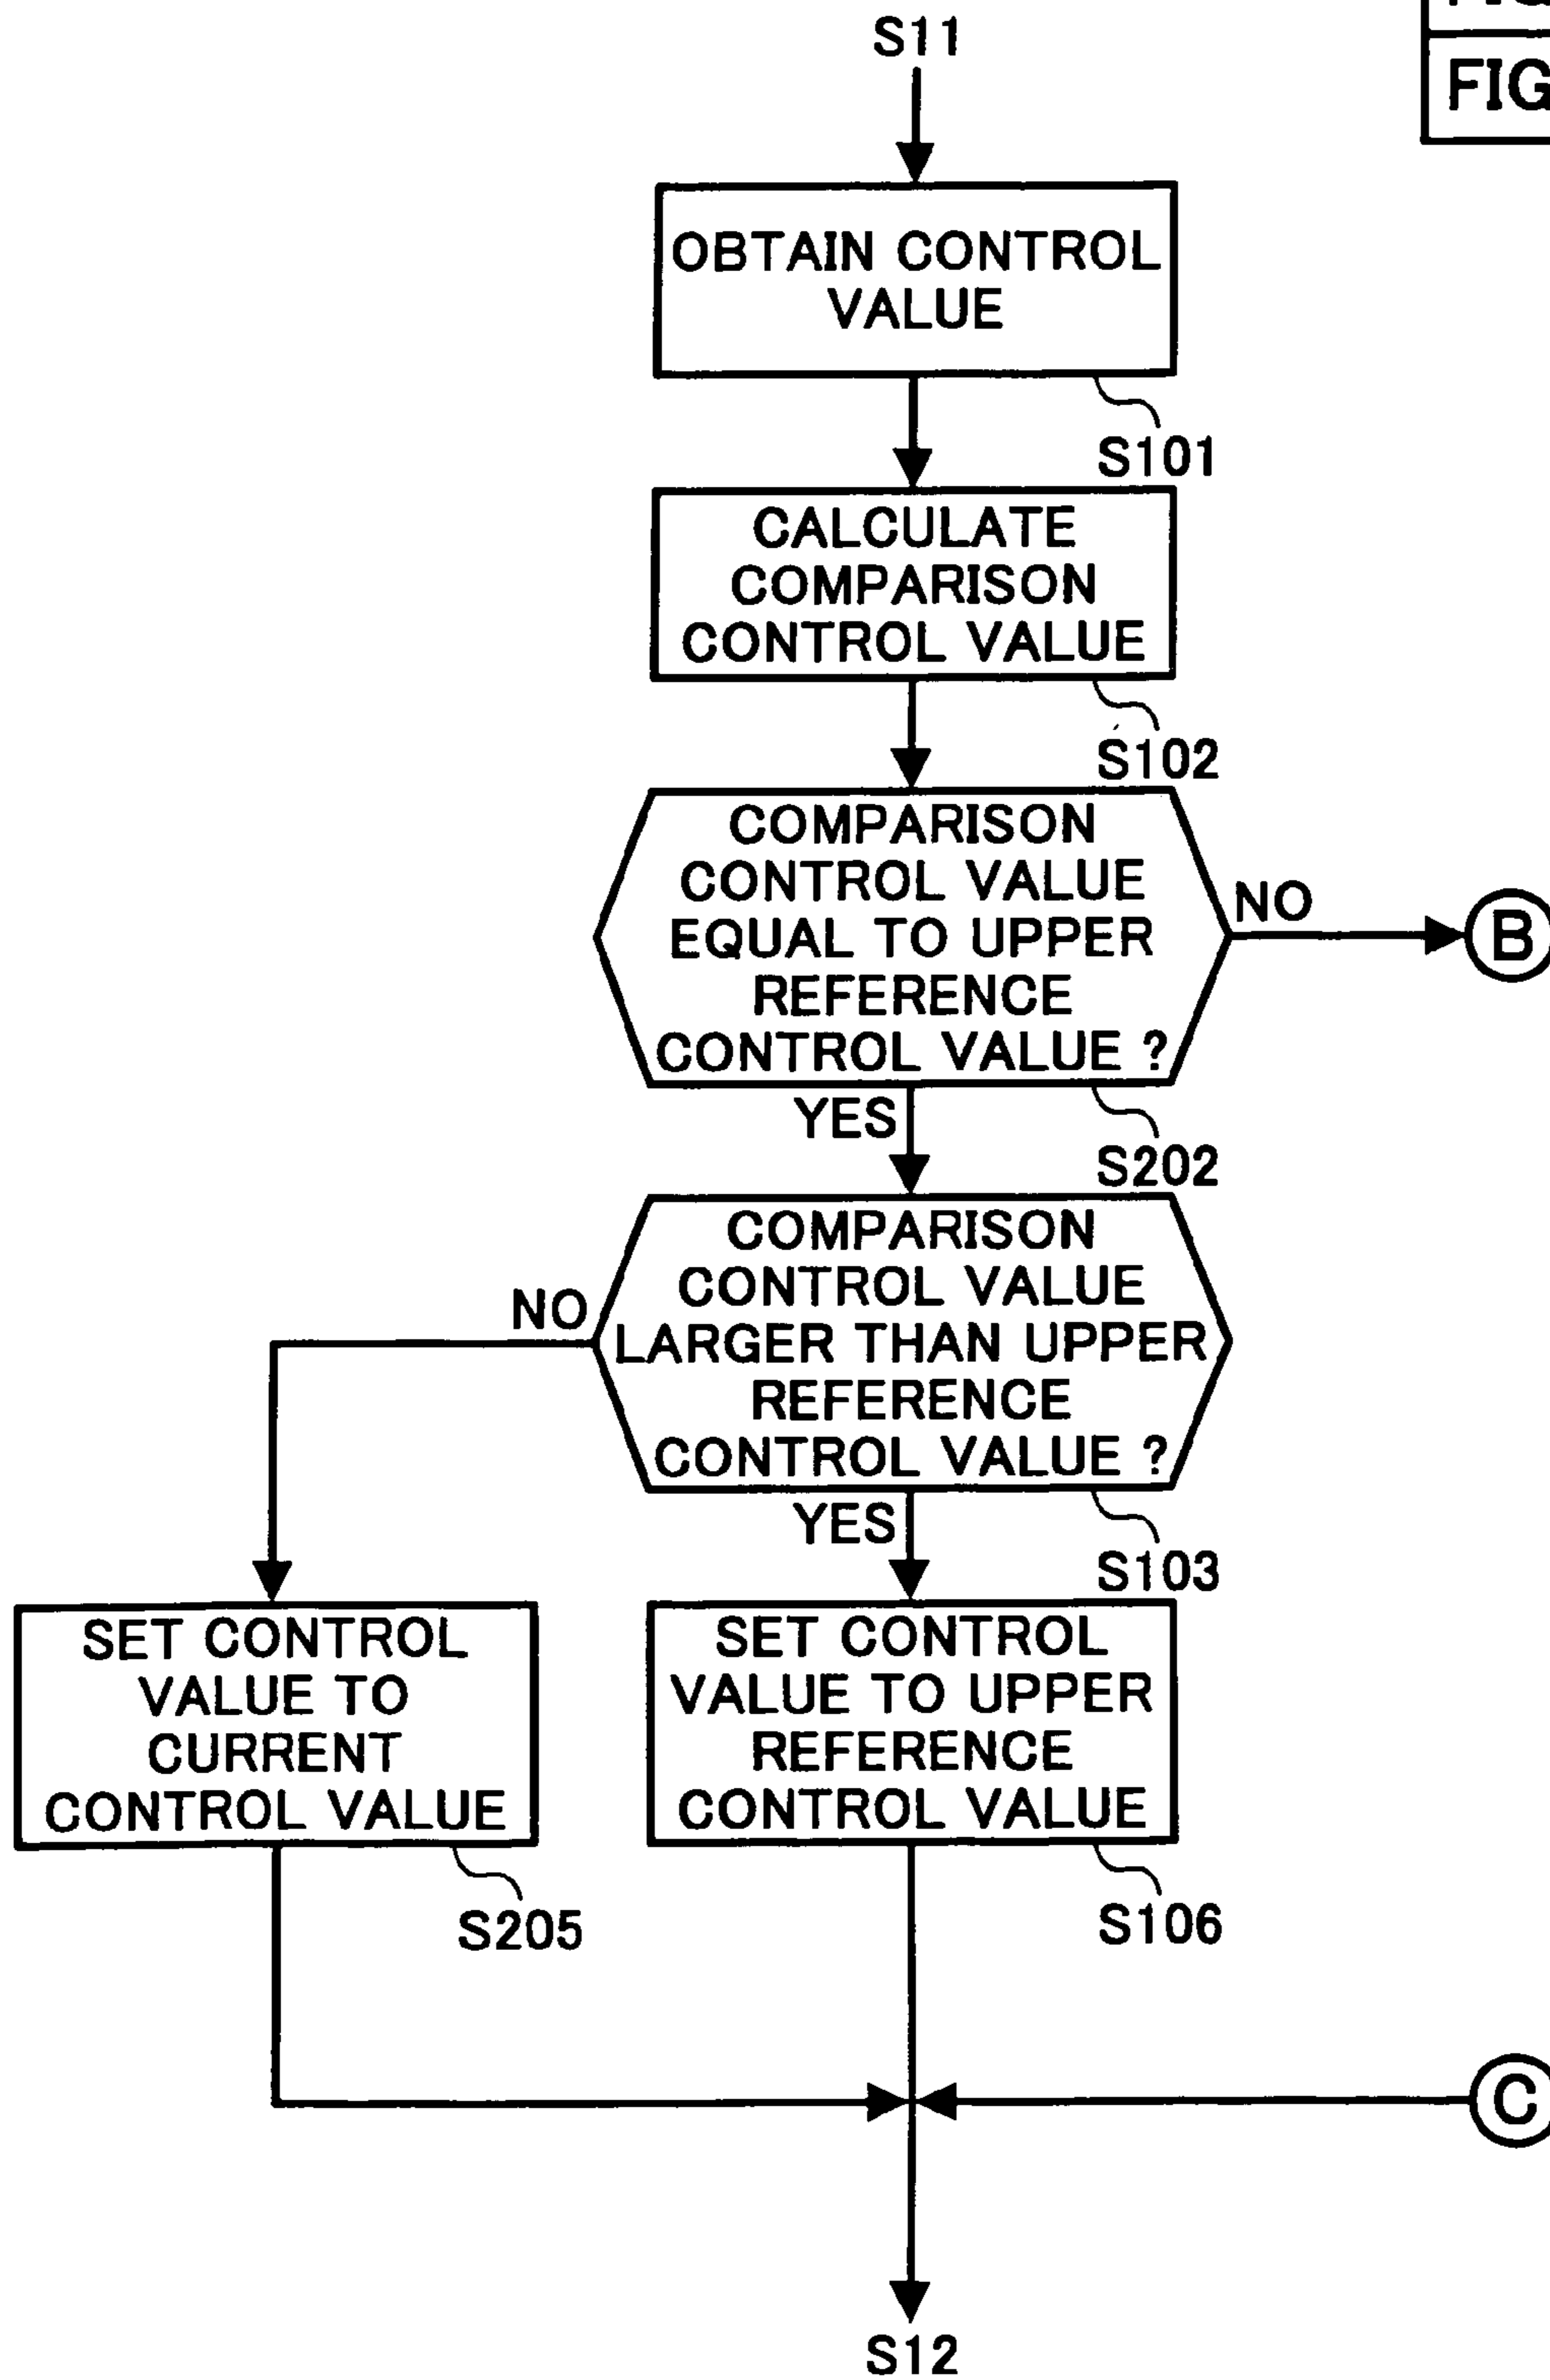 FIG
S11
OBTAIN CONTROL
VALUE
S101
CALCULATE
COMPARISON
CONTROL VALUE
S102
COMPARISON
CONTROL VALUE
EQUAL TO UPPER
REFERENCE
CONTROL VALUE ?
NO
B
YES
S202
COMPARISON
CONTROL VALUE
LARGER THAN UPPER
REFERENCE
CONTROL VALUE ?
NO
YES
S103
SET CONTROL
VALUE TO
CURRENT
CONTROL VALUE
S205
SET CONTROL
VALUE TO UPPER
REFERENCE
CONTROL VALUE
S106
C
S12